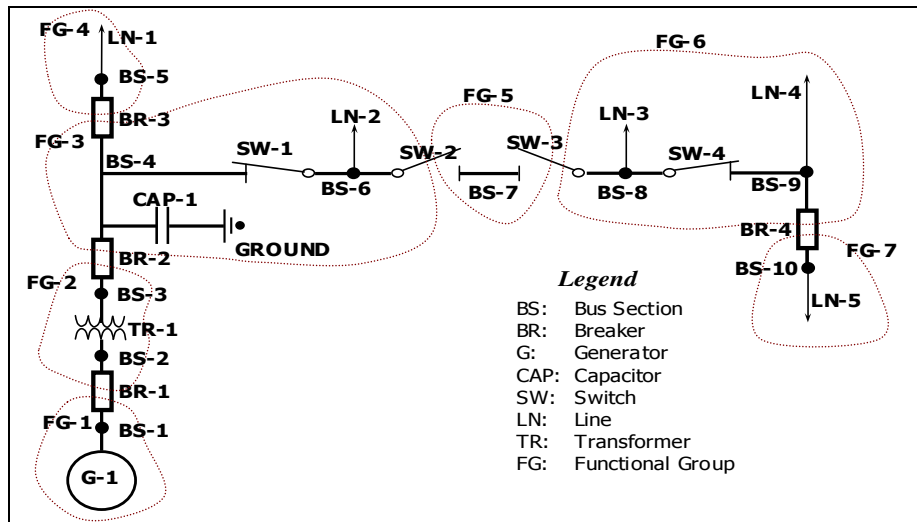 FG-4
LN-1
BS-5
BR-3
FG-3
BS-4
SW-1
LN-2
BS-6
SW-2
FG-5
BS-7
SW-3
FG-6
LN-3
BS-8
SW-4
LN-4
BS-9
CAP-1
GROUND
BR-2
FG-2
BS-3
TR-1
BS-2
BR-1
FG-1
BS-1
G-1
BR-4
FG-7
BS-10
LN-5
Legend
BS: Bus Section
BR: Breaker
G: Generator
CAP: Capacitor
SW: Switch
LN: Line
TR: Transformer
FG: Functional Group